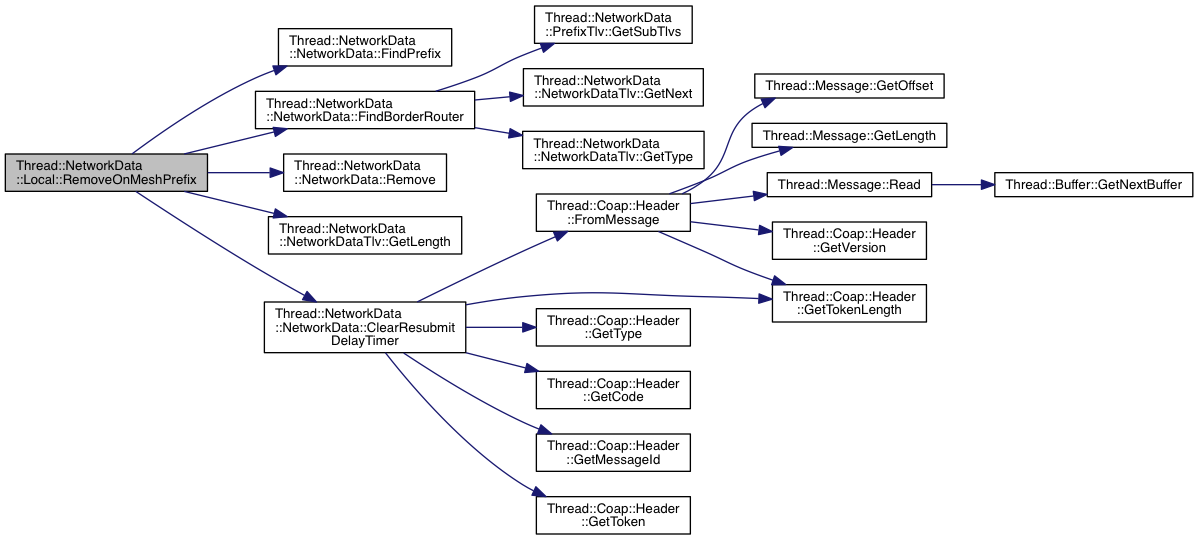 Thread::NetworkData
::Local::RemoveOnMeshPrefix
Thread::NetworkData
::NetworkData::FindPrefix
Thread::NetworkData
::NetworkData::FindBorderRouter
Thread::NetworkData
::NetworkData::Remove
Thread::NetworkData
::NetworkDataTlv::GetLength
Thread::NetworkData
::NetworkData::ClearResubmit
DelayTimer
Thread::NetworkData
::PrefixTlv::GetSubTlvs
Thread::NetworkData
::NetworkDataTlv::GetNext
Thread::NetworkData
::NetworkDataTlv::GetType
Thread::Coap::Header
::FromMessage
Thread::Coap::Header
::GetType
Thread::Coap::Header
::GetCode
Thread::Coap::Header
::GetMessageId
Thread::Coap::Header
::GetToken
Thread::Message::GetOffset
Thread::Message::GetLength
Thread::Message::Read
Thread::Coap::Header
::GetVersion
Thread::Coap::Header
::GetTokenLength
Thread::Buffer::GetNextBuffer